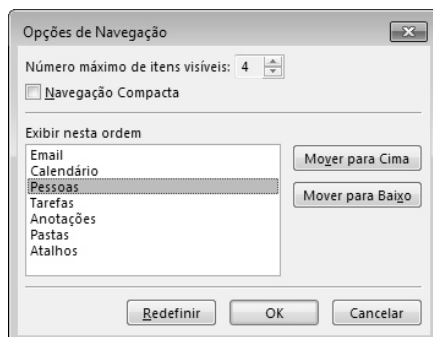 Opções de Navegação
Número máximo de itens visíveis: 4
Navegação Compacta
Exibir nesta ordem
Email
Calendário
Pessoas
Tarefas
Anotações
Pastas
Atalhos
Mover para Cima
Mover para Baixo
Redefinir OK Cancelar